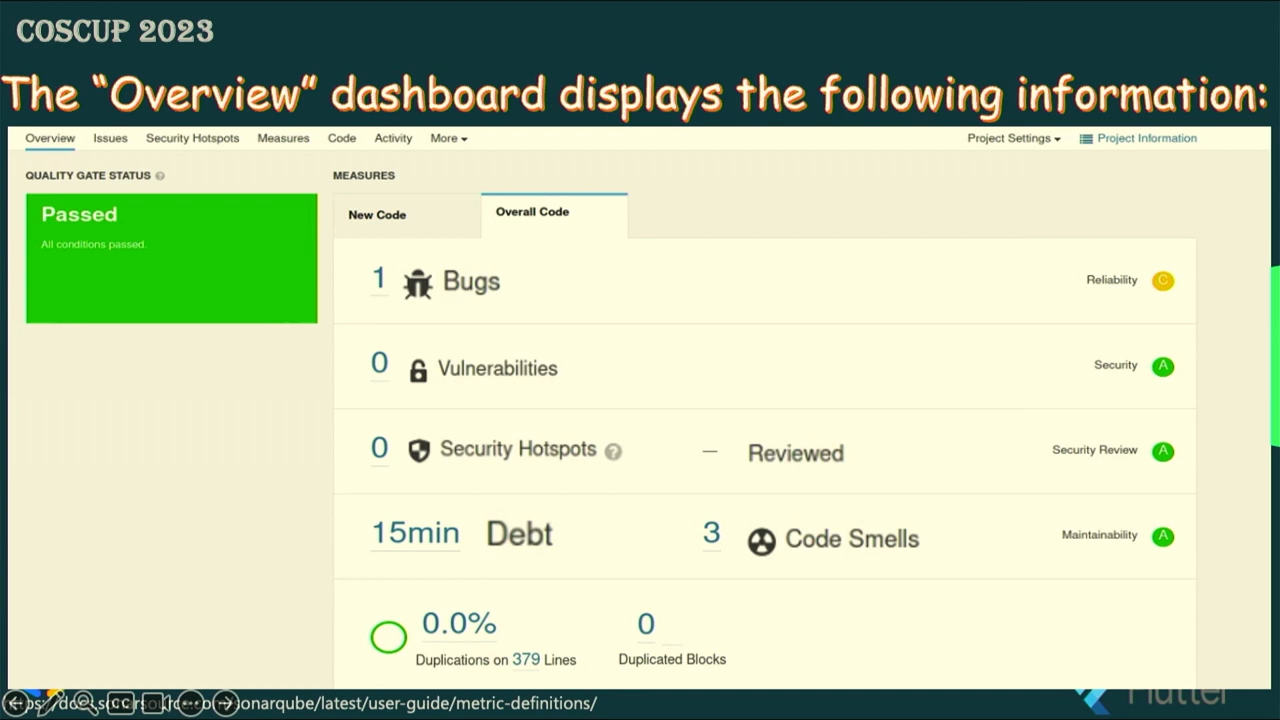 COSCUP 2023
The “Overview” dashboard displays the following information:
Overview Issues Security Hotspots Measures Code Activity More Project Settings Project Information
QUALITY GATE STATUS ? MEASURES
Passed
All conditions passed.
New Code Overall Code
1 Bugs Reliability C
0 Vulnerabilities Security A
0 Security Hotspots ? — Reviewed Security Review A
15min Debt 3 Code Smells Maintainability A
0.0% 0
Duplications on 379 Lines Duplicated Blocks
sonarqube/latest/user-guide/metric-definitions/
Flutter